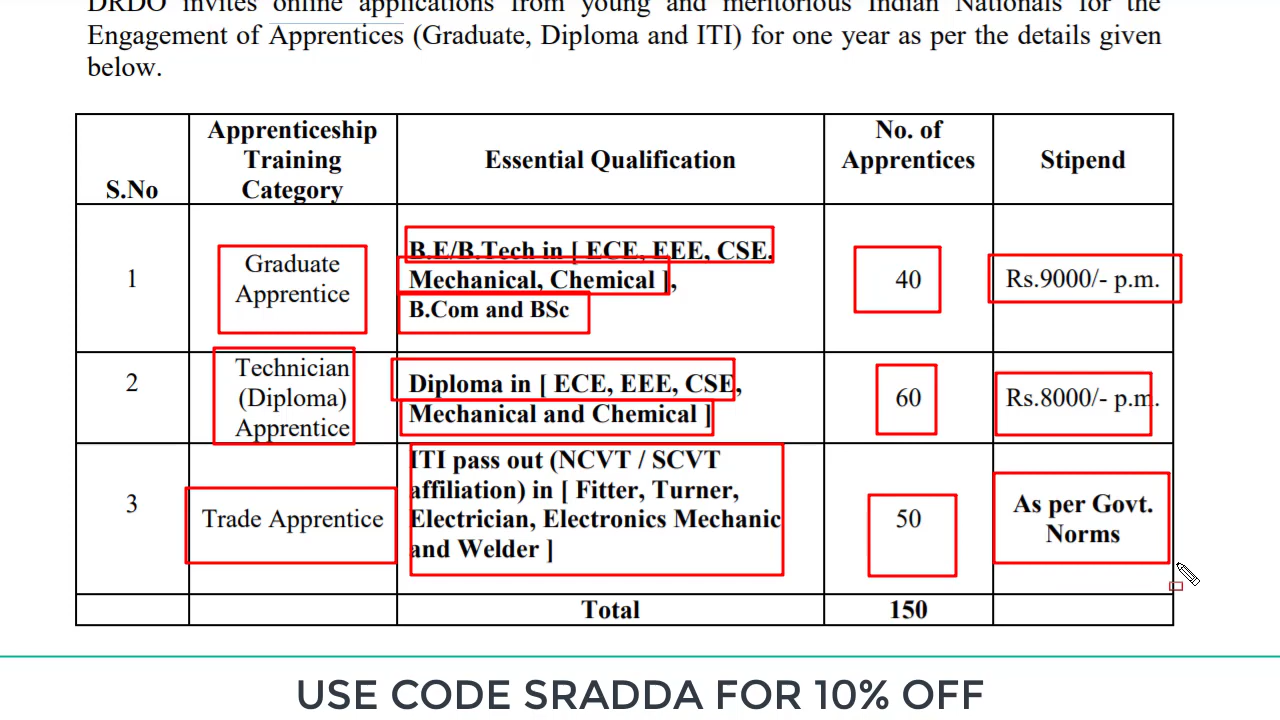 DRDO invites online applications from young and meritorious Indian Nationals for the
Engagement of Apprentices (Graduate, Diploma and ITI) for one year as per the details given
below.
S.No
Apprenticeship
Training
Category
Essential Qualification
No. of
Apprentices
Stipend
1
Graduate
Apprentice
B.E/B.Tech in [ ECE, EEE, CSE,
Mechanical, Chemical ],
B.Com and BSc
40
Rs.9000/- p.m.
2
Technician
(Diploma)
Apprentice
Diploma in [ ECE, EEE, CSE,
Mechanical and Chemical ]
60
Rs.8000/- p.m.
3
Trade Apprentice
ITI pass out (NCVT / SCVT
affiliation) in [ Fitter, Turner,
Electrician, Electronics Mechanic
and Welder ]
50
As per Govt.
Norms
Total
150
USE CODE SRADDA FOR 10% OFF